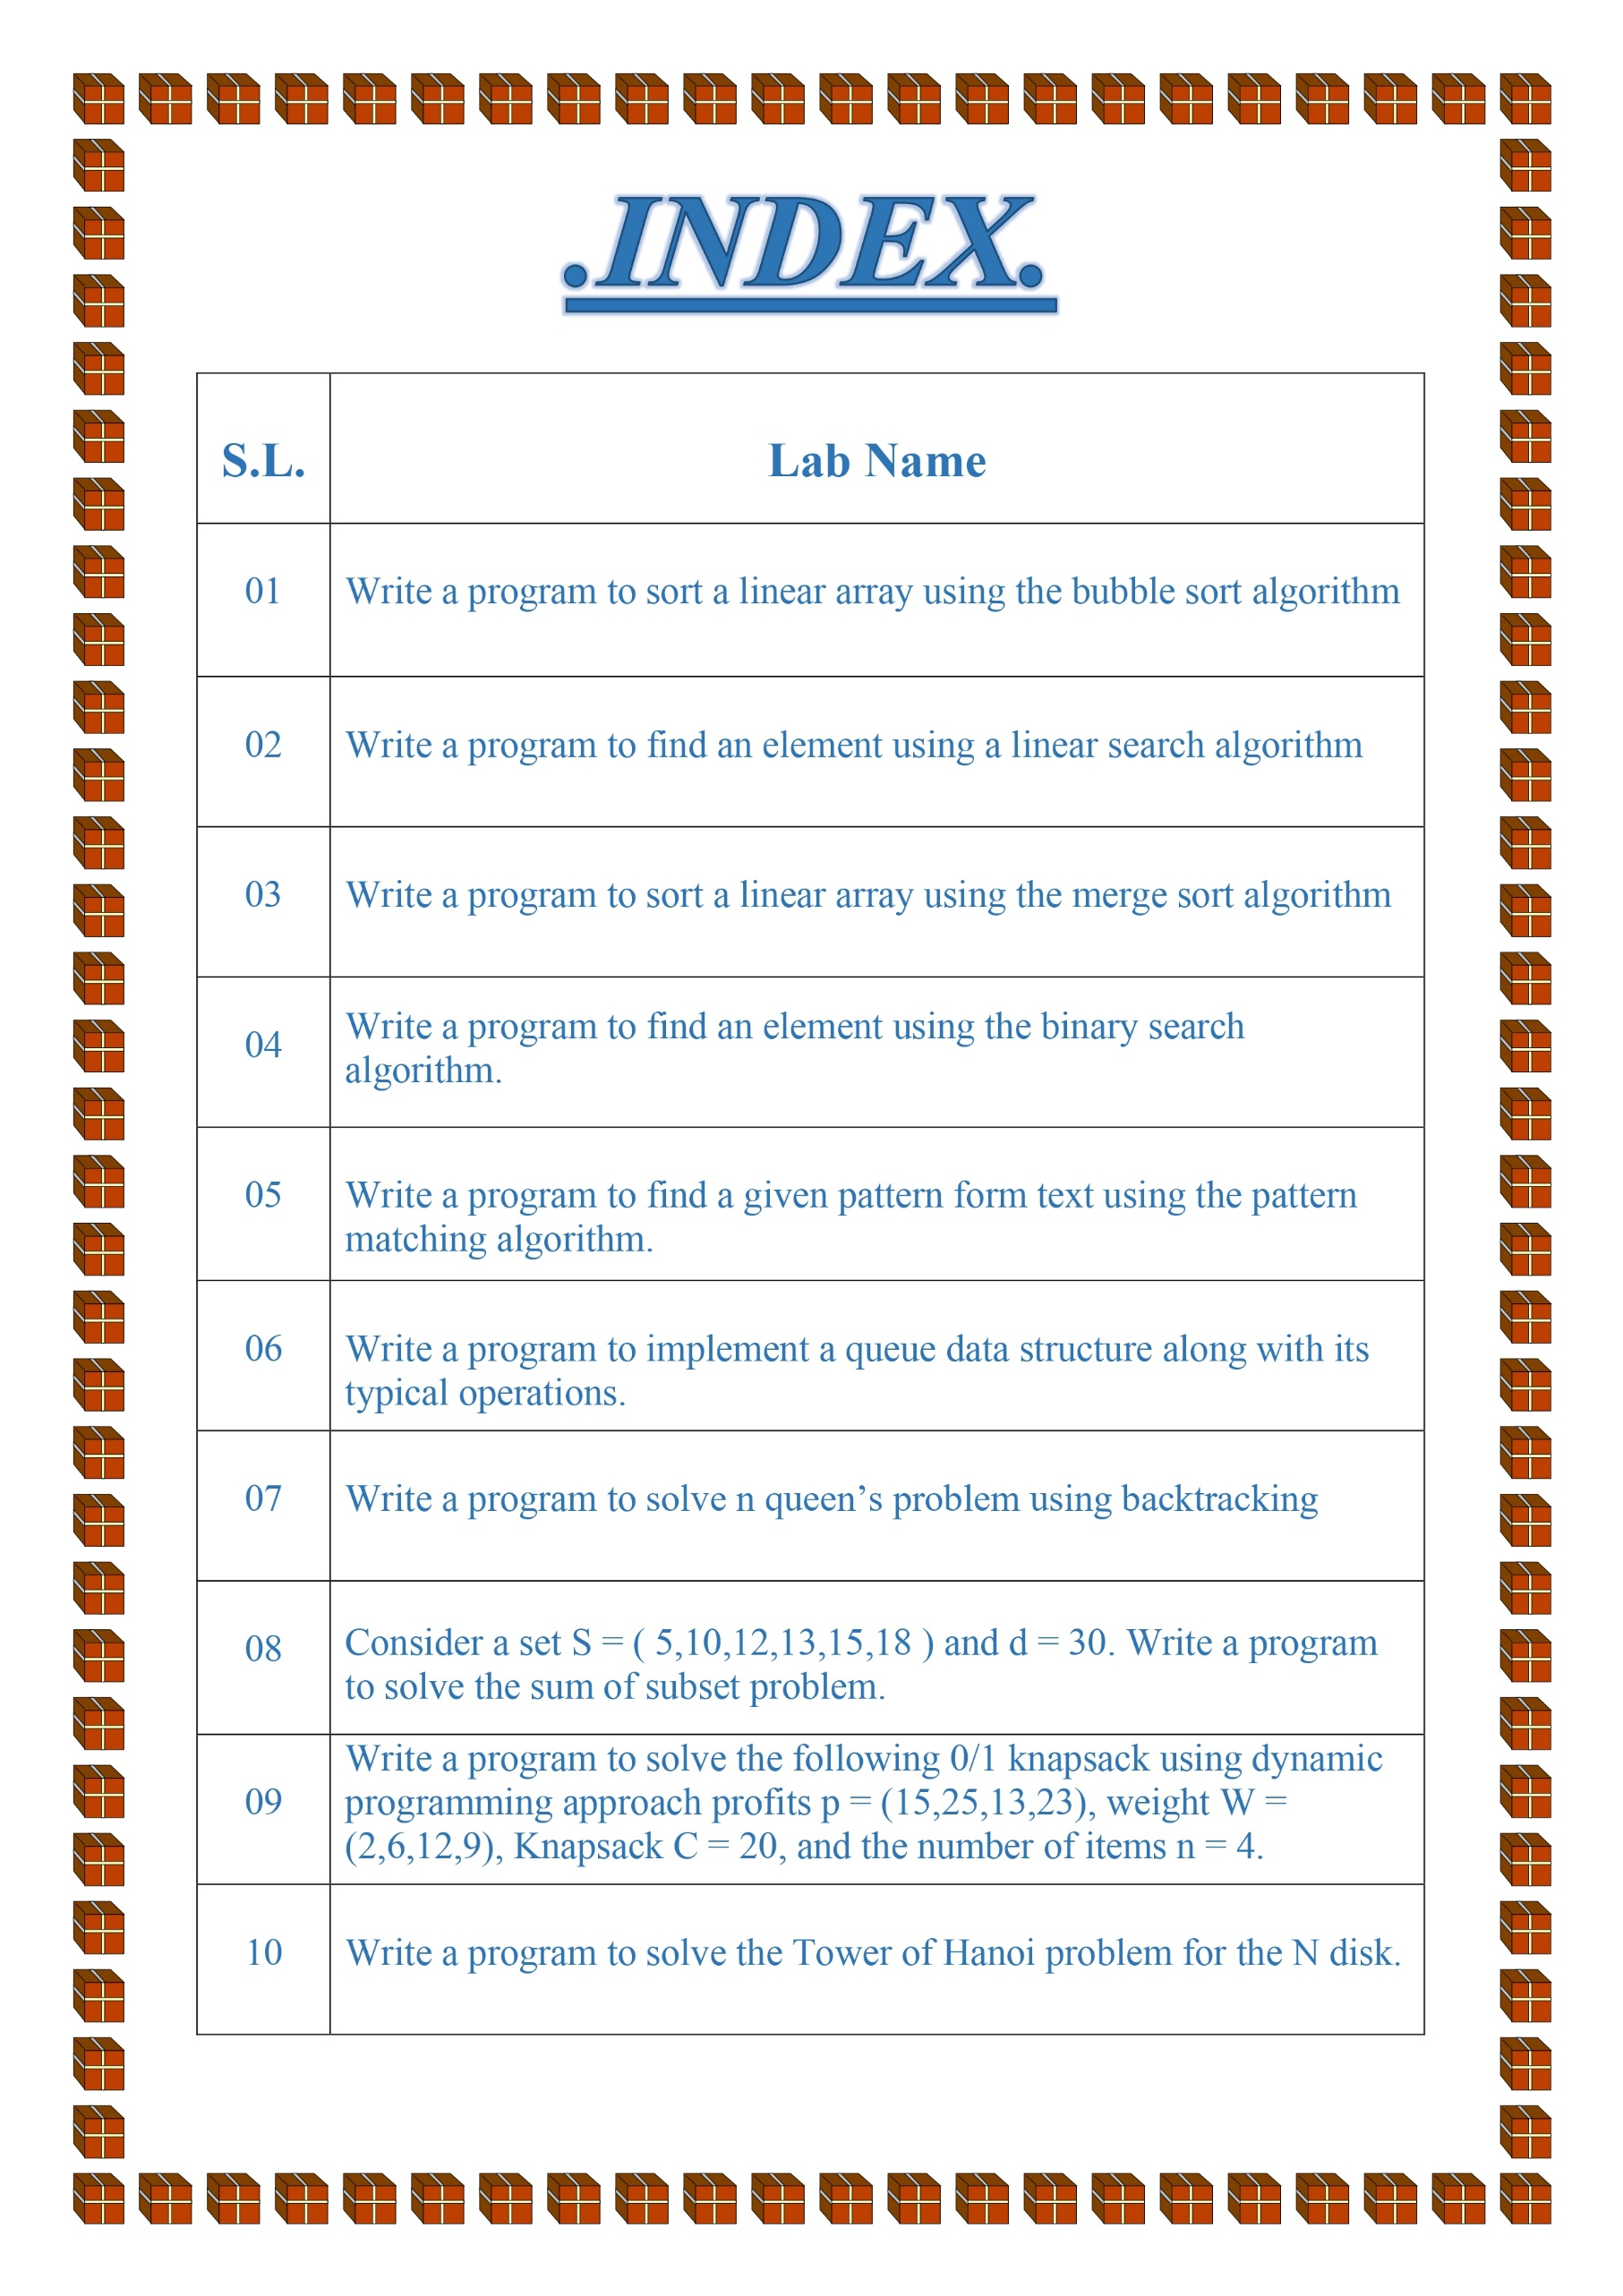 .INDEX.
S.L. Lab Name
01 Write a program to sort a linear array using the bubble sort algorithm
02 Write a program to find an element using a linear search algorithm
03 Write a program to sort a linear array using the merge sort algorithm
04 Write a program to find an element using the binary search
algorithm.
05 Write a program to find a given pattern form text using the pattern
matching algorithm.
06 Write a program to implement a queue data structure along with its
typical operations.
07 Write a program to solve n queen’s problem using backtracking
08 Consider a set S = ( 5,10,12,13,15,18 ) and d = 30. Write a program
to solve the sum of subset problem.
Write a program to solve the following 0/1 knapsack using dynamic
09 programming approach profits p = (15,25,13,23), weight W =
(2,6,12,9), Knapsack C = 20, and the number of items n = 4.
10 Write a program to solve the Tower of Hanoi problem for the N disk.